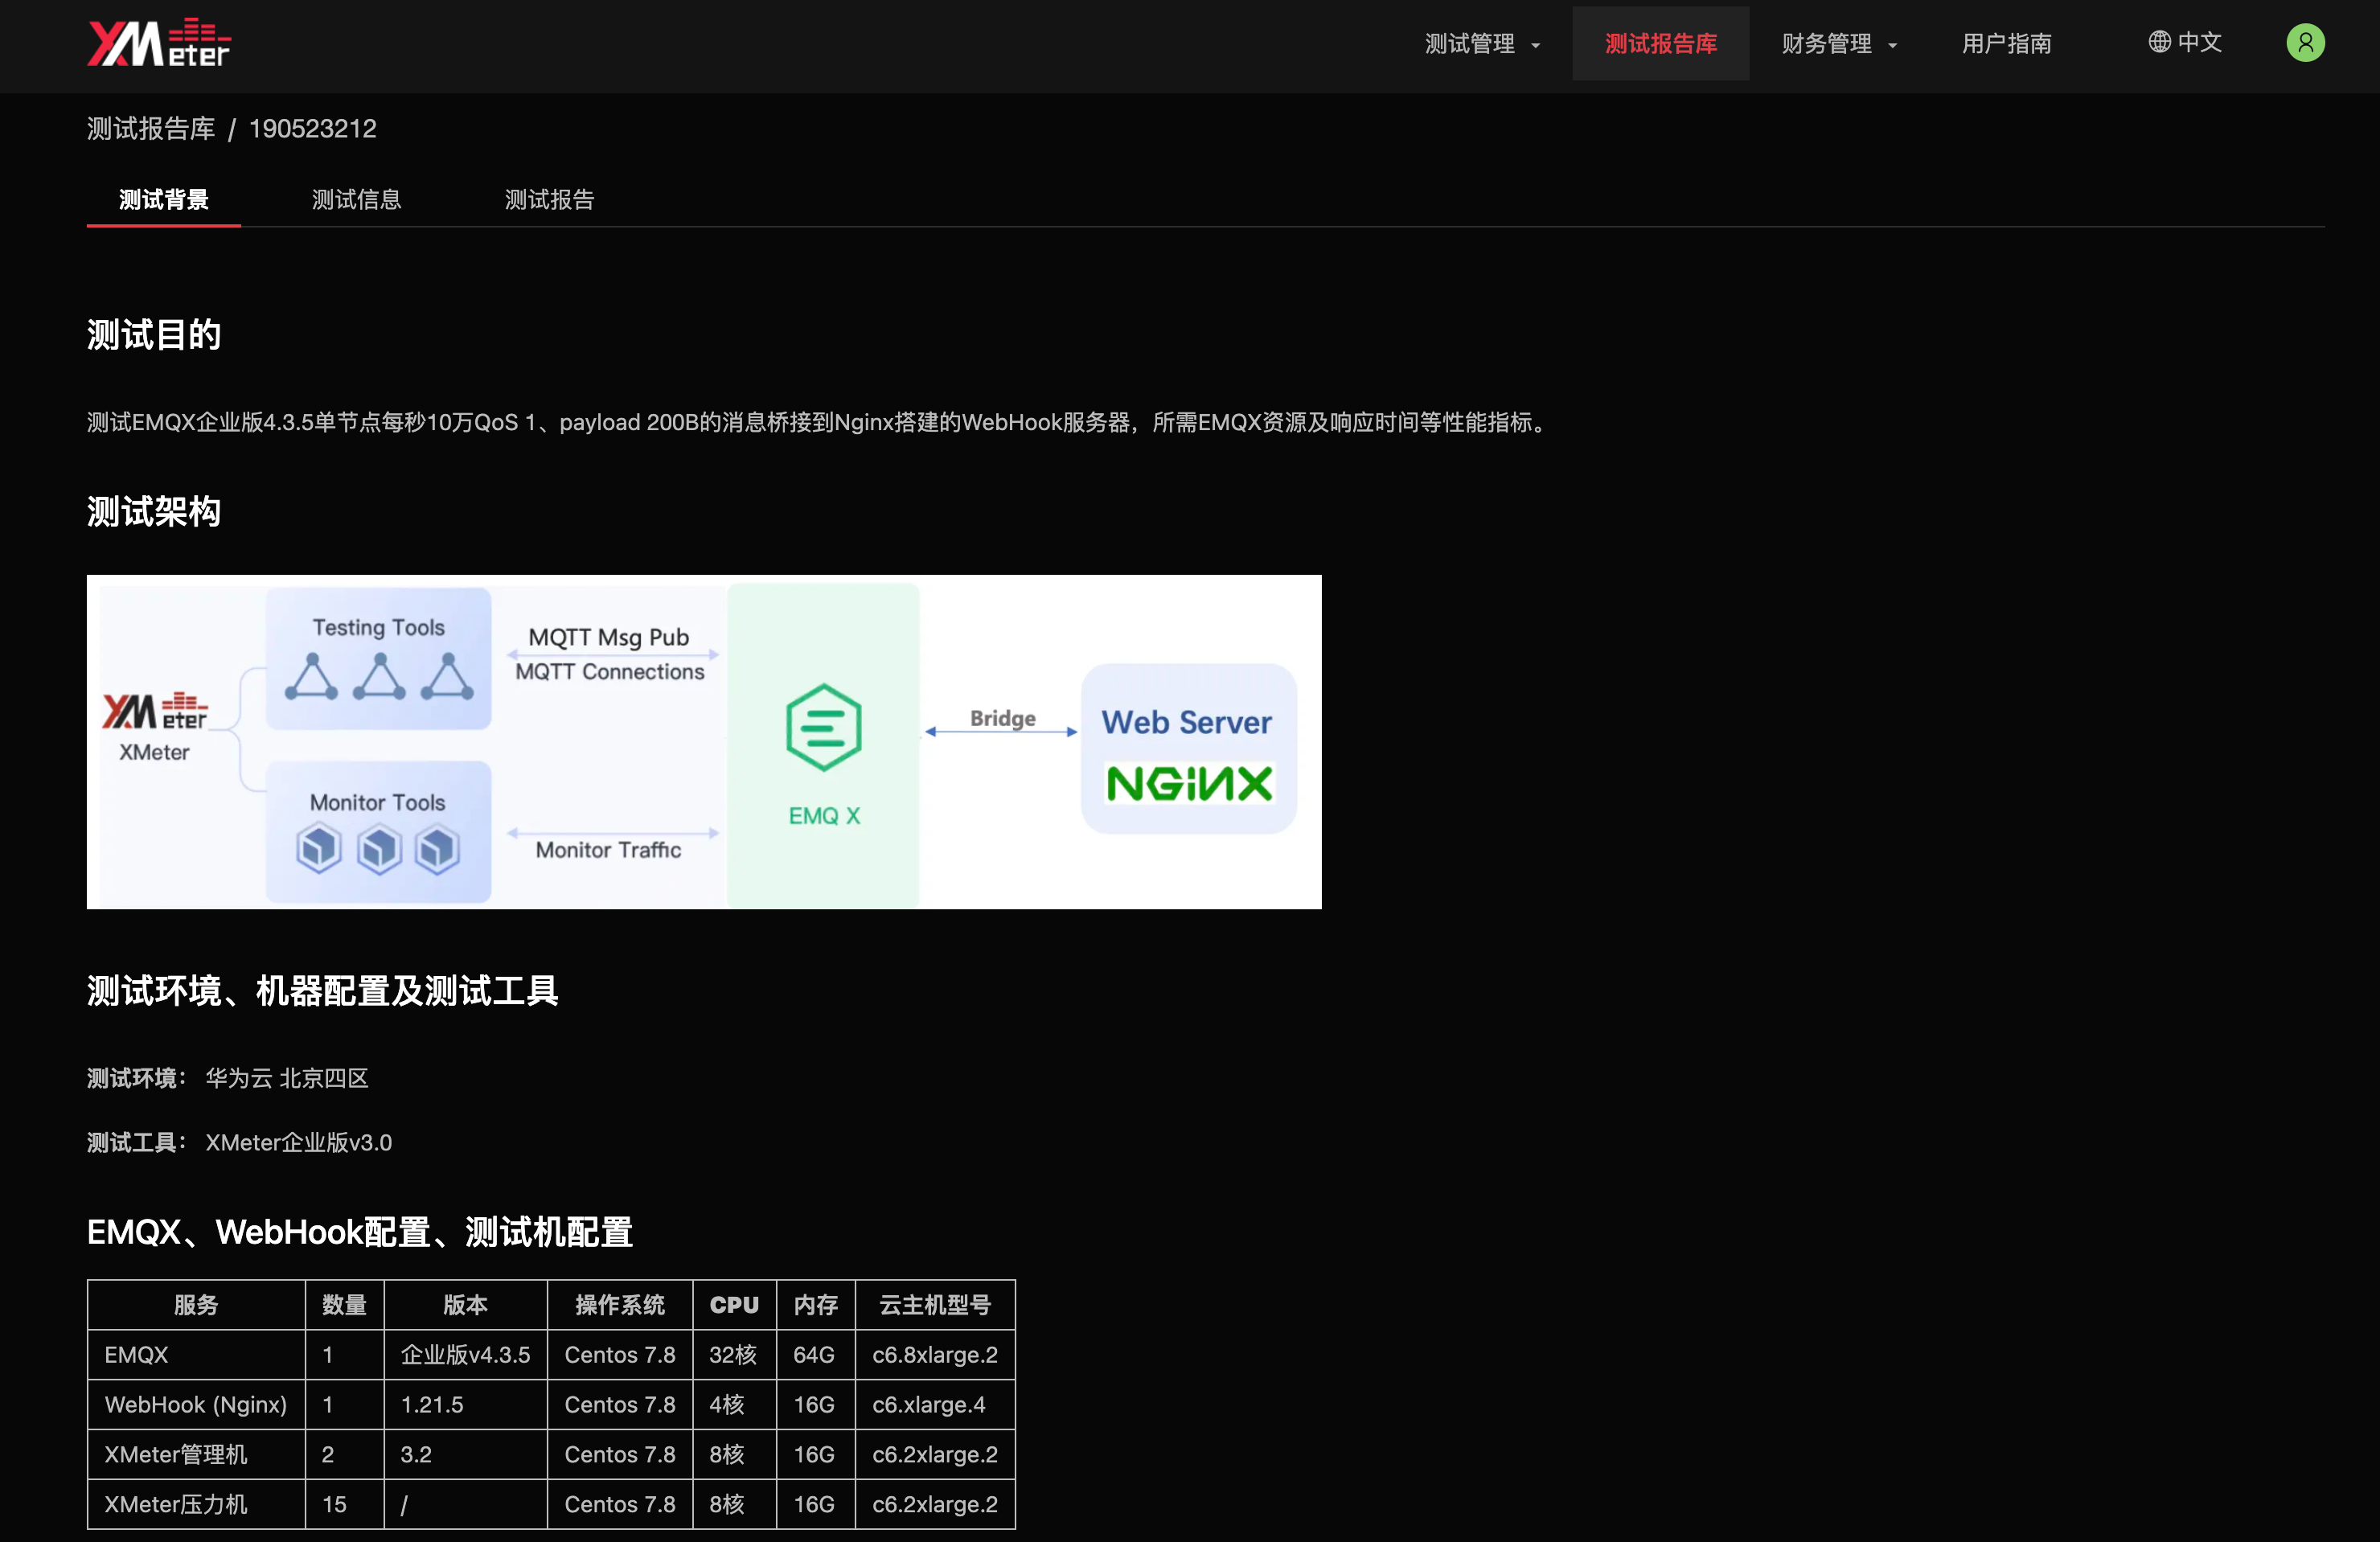 XMeter
测试管理 测试报告库 财务管理 用户指南 中文
测试报告库 / 190523212
测试背景 测试信息 测试报告
测试目的
测试EMQX企业版4.3.5单节点每秒10万QoS 1、payload 200B的消息桥接到Nginx搭建的WebHook服务器，所需EMQX资源及响应时间等性能指标。
测试架构
XMeter
XMeter
Testing Tools
Monitor Tools
MQTT Msg Pub
MQTT Connections
Monitor Traffic
EMQ X
Bridge
Web Server
NGINX
测试环境、机器配置及测试工具
测试环境： 华为云 北京四区
测试工具： XMeter企业版v3.0
EMQX、WebHook配置、测试机配置
服务 数量 版本 操作系统 CPU 内存 云主机型号
EMQX 1 企业版v4.3.5 Centos 7.8 32核 64G c6.8xlarge.2
WebHook (Nginx) 1 1.21.5 Centos 7.8 4核 16G c6.xlarge.4
XMeter管理机 2 3.2 Centos 7.8 8核 16G c6.2xlarge.2
XMeter压力机 15 / Centos 7.8 8核 16G c6.2xlarge.2